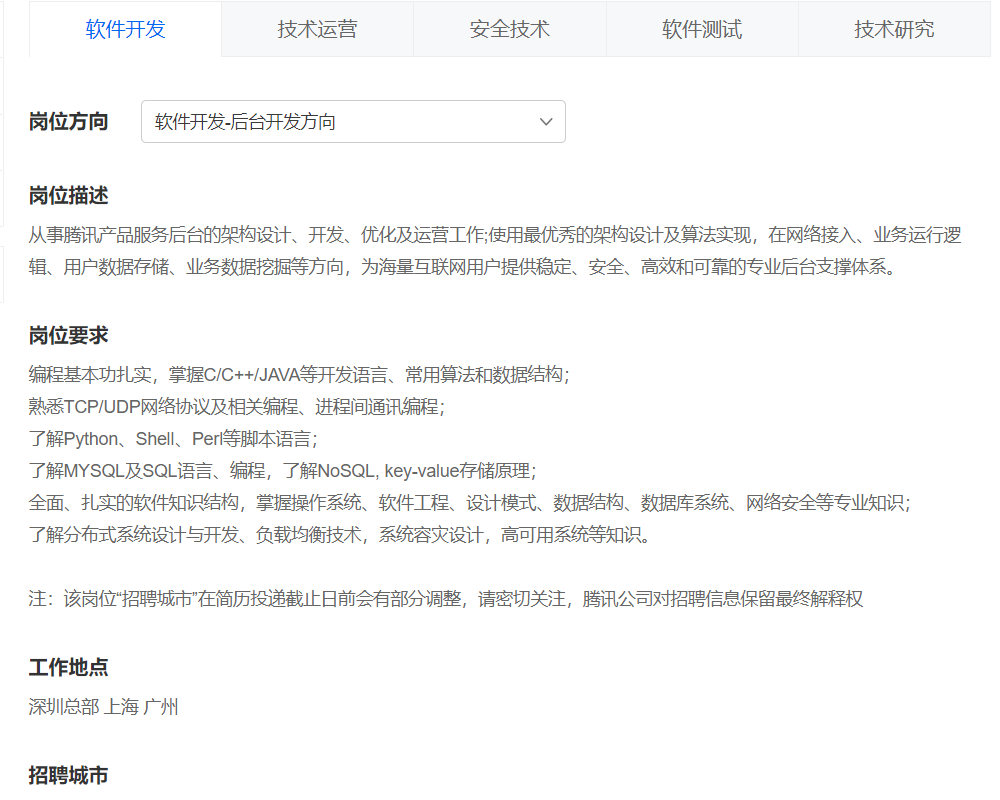 软件开发
技术运营
安全技术
软件测试
技术研究
岗位方向
软件开发-后台开发方向
岗位描述
从事腾讯产品服务后台的架构设计、开发、优化及运营工作;使用最优秀的架构设计及算法实现，在网络接入、业务运行逻
辑、用户数据存储、业务数据挖掘等方向，为海量互联网用户提供稳定、安全、高效和可靠的专业后台支撑体系。
岗位要求
编程基本功扎实，掌握C/C++/JAVA等开发语言、常用算法和数据结构；
熟悉TCP/UDP网络协议及相关编程、进程间通讯编程；
了解Python、Shell、Perl等脚本语言；
了解MYSQL及SQL语言、编程，了解NoSQL, key-value存储原理；
全面、扎实的软件知识结构，掌握操作系统、软件工程、设计模式、数据结构、数据库系统、网络安全等专业知识；
了解分布式系统设计与开发、负载均衡技术，系统容灾设计，高可用系统等知识。
注：该岗位“招聘城市”在简历投递截止日前会有部分调整，请密切关注，腾讯公司对招聘信息保留最终解释权
工作地点
深圳总部 上海 广州
招聘城市